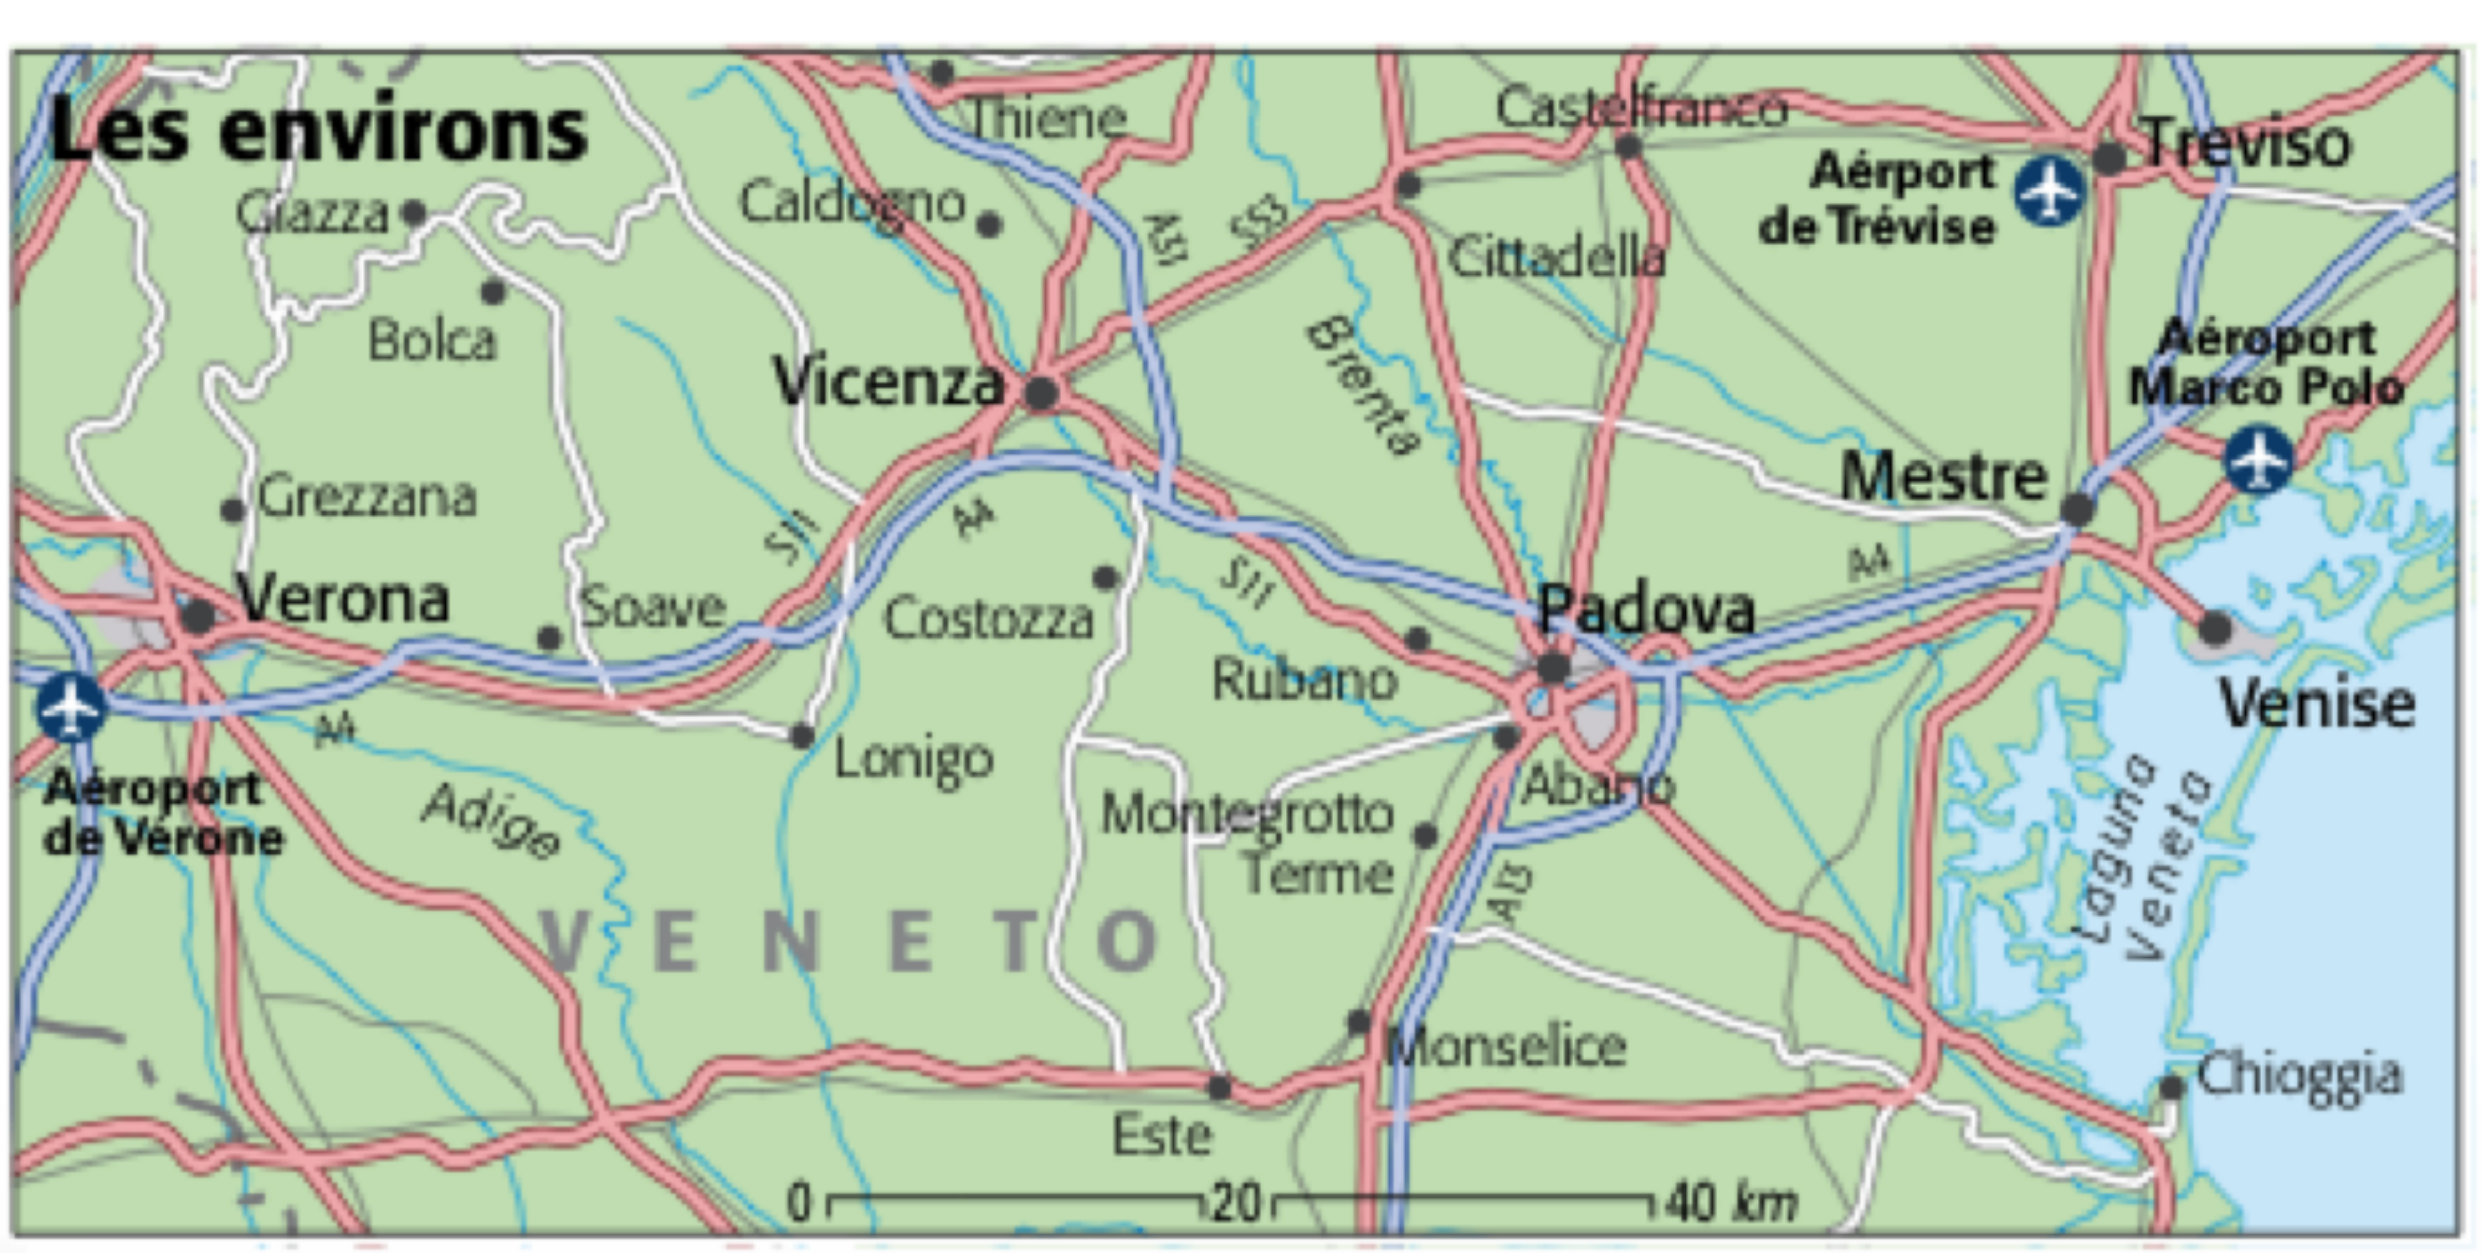 Les environs
Thiene
Castelfranco
Treviso
Aérport
de Trévise
Giazza
Caldogno
A31
SS3
Cittadella
Bolca
Brenta
Aéroport
Marco Polo
Vicenza
Mestre
Grezzana
S11
A4
S11
A4
Verona
Soave
Costozza
Padova
Rubano
Venise
A4
Lonigo
Aéroport
de Vérone
Adige
Montegrotto
Terme
Abano
A13
Laguna
Veneta
VENETO
Monselice
Chioggia
Este
0 20 40 km